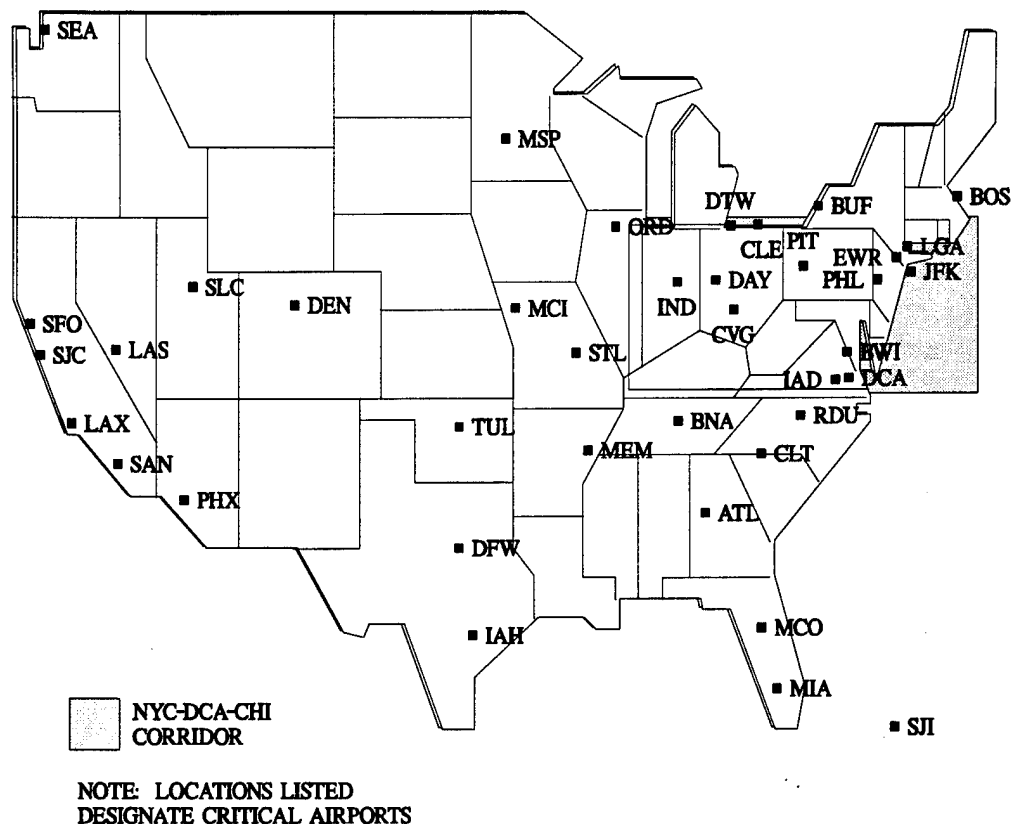 SEA
MSP
BOS
BUF
DTW
ORD
CLE
PIT
LGA
EWR
JFK
PHL
SLC
DEN
MCI
IND
DAY
CVG
SFO
SJC
LAS
STL
BWI
IAD
DCA
LAX
TUL
BNA
RDU
MEM
CLT
SAN
PHX
ATL
DFW
IAH
MCO
MIA
SJI
NYC-DCA-CHI
CORRIDOR
NOTE: LOCATIONS LISTED
DESIGNATE CRITICAL AIRPORTS